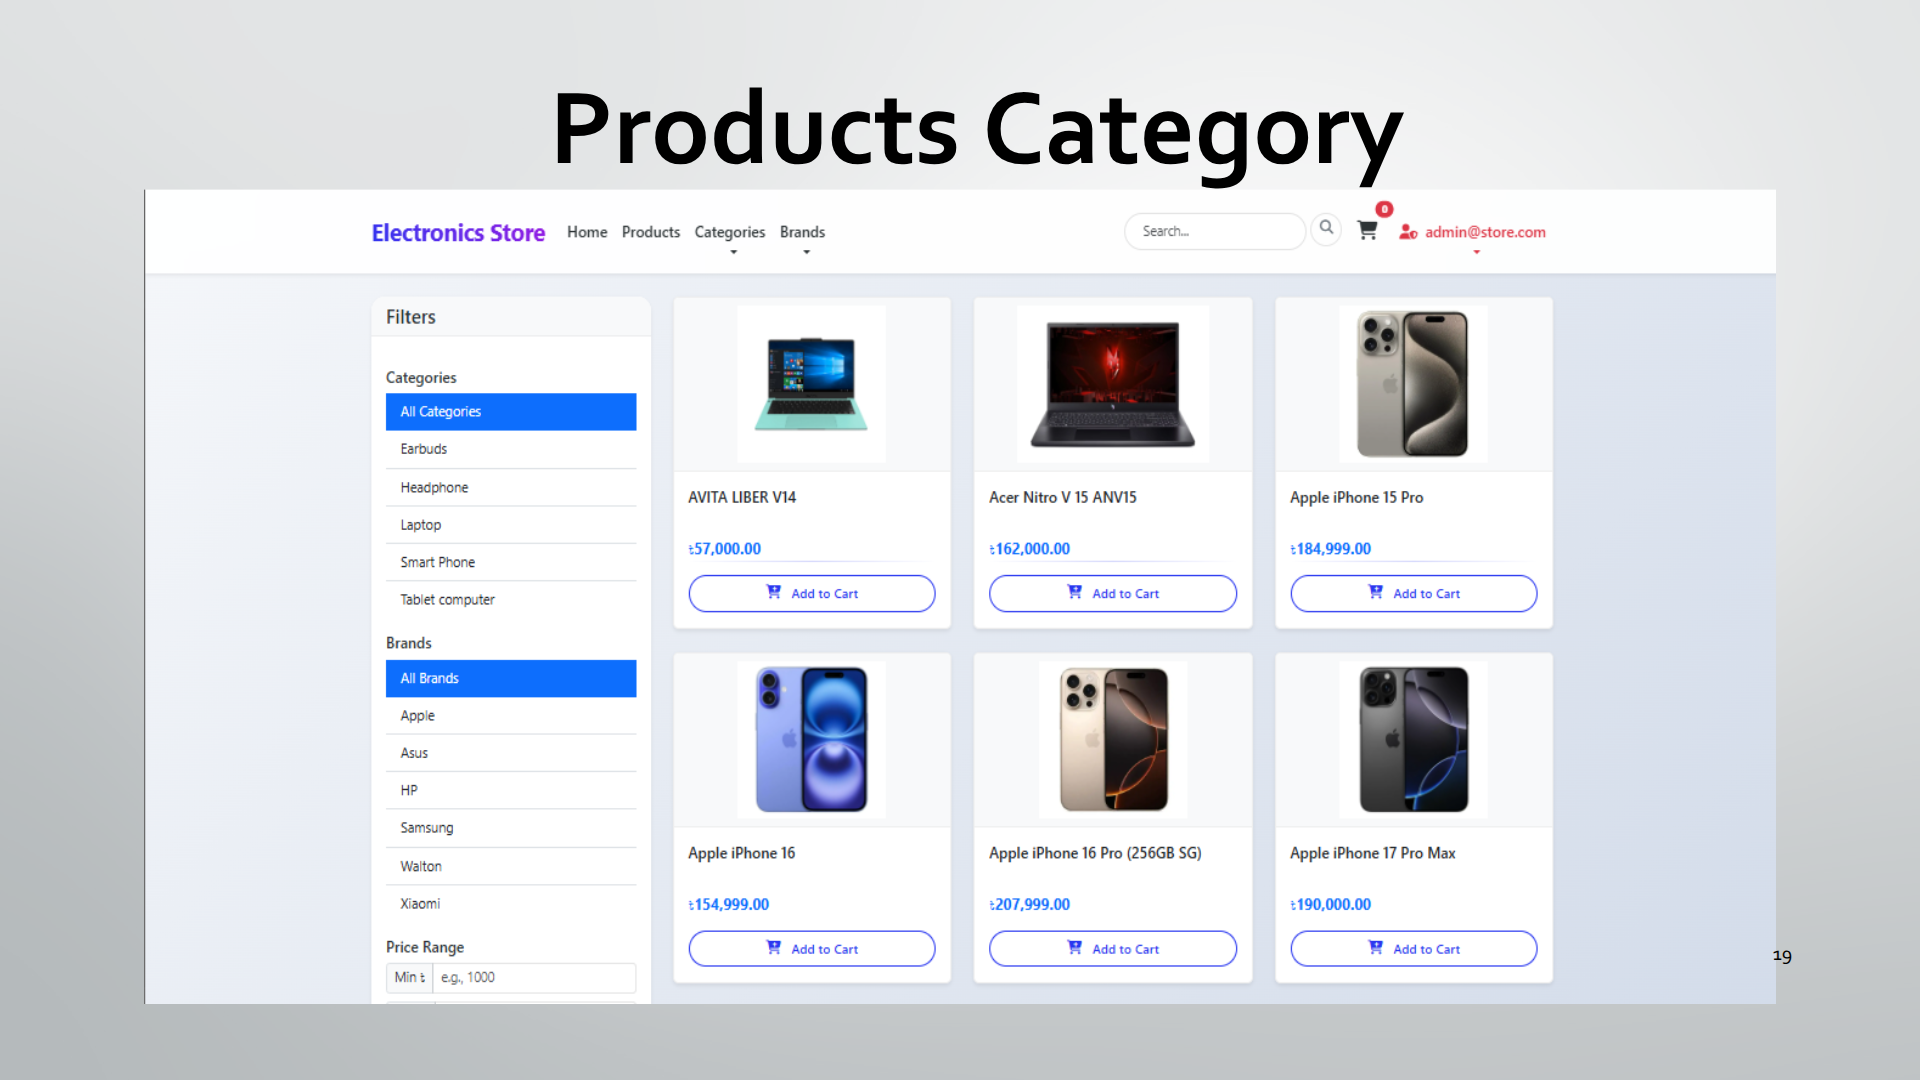 Products Category
Electronics Store Home Products Categories Brands Search... 0 admin@store.com
Filters
Categories
All Categories
Earbuds
Headphone
Laptop
Smart Phone
Tablet computer
Brands
All Brands
Apple
Asus
HP
Samsung
Walton
Xiaomi
Price Range
Min ৳ e.g., 1000
AVITA LIBER V14
৳57,000.00
Add to Cart
Acer Nitro V 15 ANV15
৳162,000.00
Add to Cart
Apple iPhone 15 Pro
৳184,999.00
Add to Cart
Apple iPhone 16
৳154,999.00
Add to Cart
Apple iPhone 16 Pro (256GB SG)
৳207,999.00
Add to Cart
Apple iPhone 17 Pro Max
৳190,000.00
Add to Cart
19